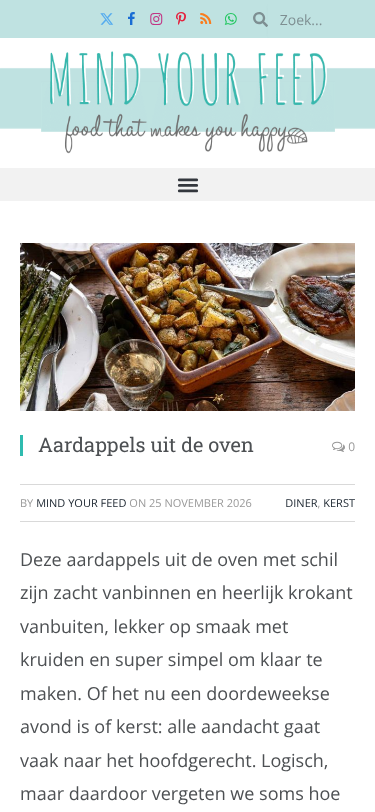 Zoek...
MIND YOUR FEED
food that makes you happy
Aardappels uit de oven
0
BY MIND YOUR FEED ON 25 NOVEMBER 2026
DINER, KERST
Deze aardappels uit de oven met schil
zijn zacht vanbinnen en heerlijk krokant
vanbuiten, lekker op smaak met
kruiden en super simpel om klaar te
maken. Of het nu een doordeweekse
avond is of kerst: alle aandacht gaat
vaak naar het hoofdgerecht. Logisch,
maar daardoor vergeten we soms hoe